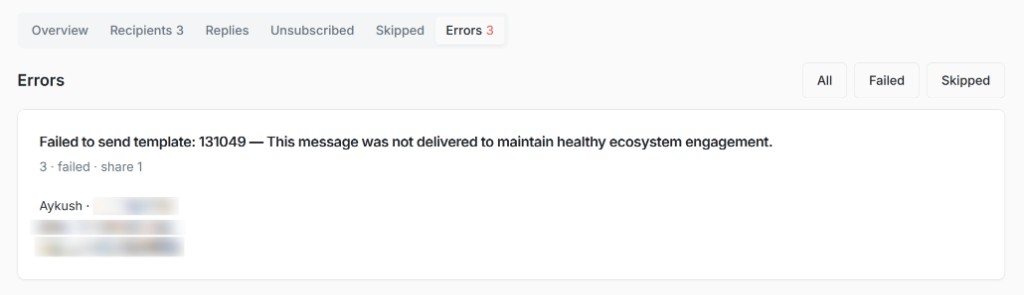 Overview Recipients 3 Replies Unsubscribed Skipped Errors 3
Errors All Failed Skipped
Failed to send template: 131049 — This message was not delivered to maintain healthy ecosystem engagement.
3 · failed · share 1
Aykush ·